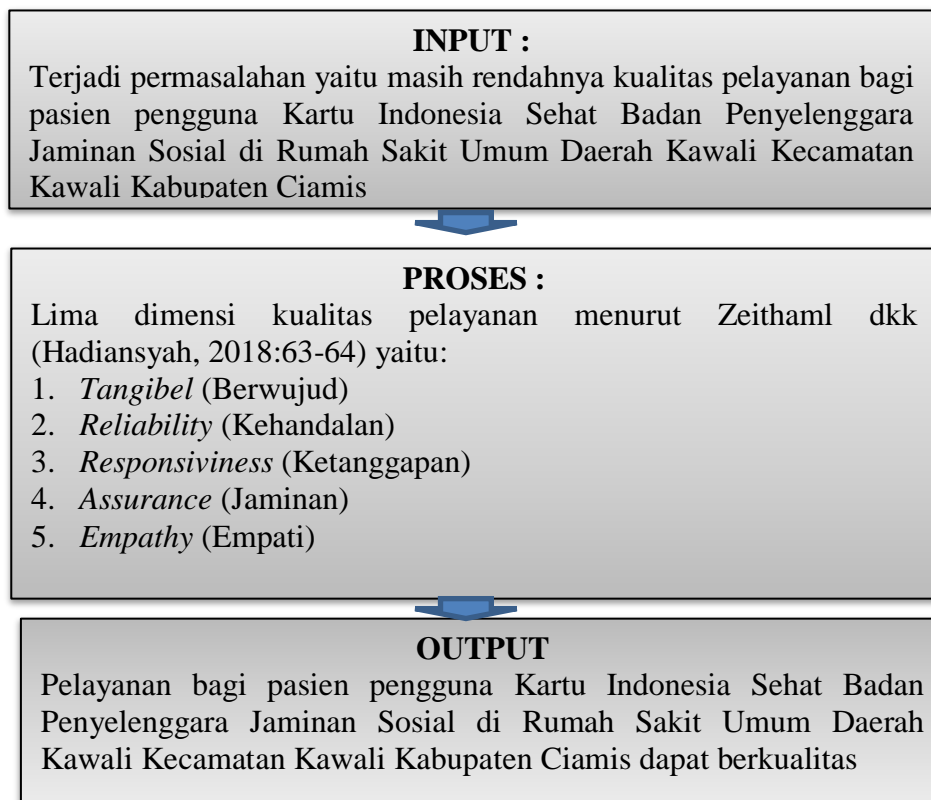 INPUT :
Terjadi permasalahan yaitu masih rendahnya kualitas pelayanan bagi
pasien pengguna Kartu Indonesia Sehat Badan Penyelenggara
Jaminan Sosial di Rumah Sakit Umum Daerah Kawali Kecamatan
Kawali Kabupaten Ciamis
PROSES :
Lima dimensi kualitas pelayanan menurut Zeithaml dkk
(Hadiansyah, 2018:63-64) yaitu:
1. Tangibel (Berwujud)
2. Reliability (Kehandalan)
3. Responsiviness (Ketanggapan)
4. Assurance (Jaminan)
5. Empathy (Empati)
OUTPUT
Pelayanan bagi pasien pengguna Kartu Indonesia Sehat Badan
Penyelenggara Jaminan Sosial di Rumah Sakit Umum Daerah
Kawali Kecamatan Kawali Kabupaten Ciamis dapat berkualitas